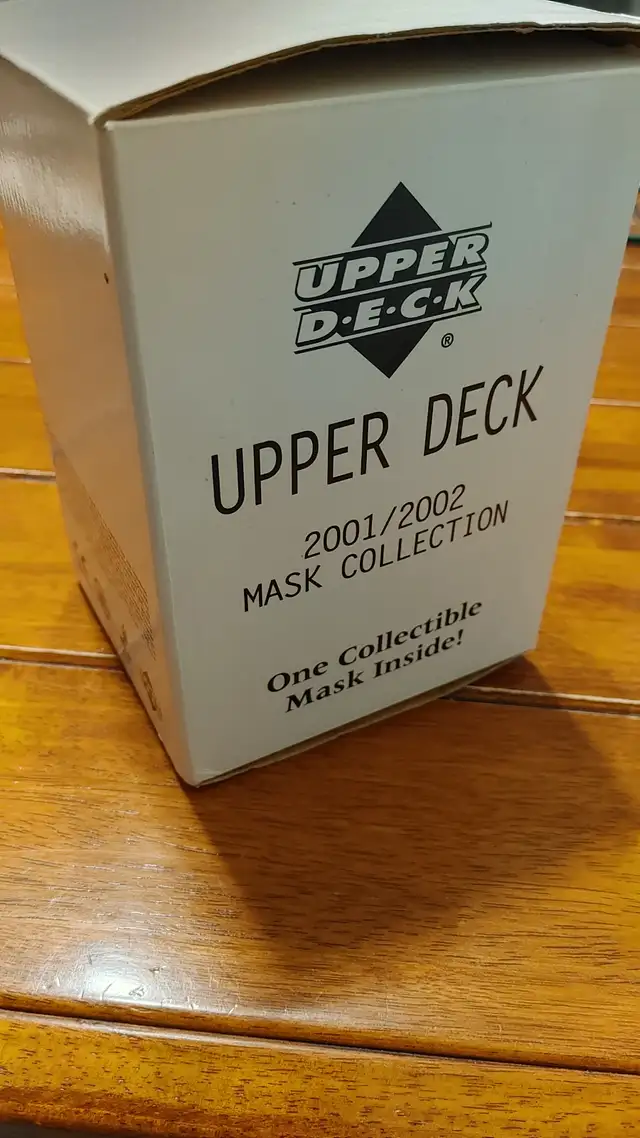 UPPER
D·E·C·K
®
UPPER DECK
2001/2002
MASK COLLECTION
One Collectible
Mask Inside!